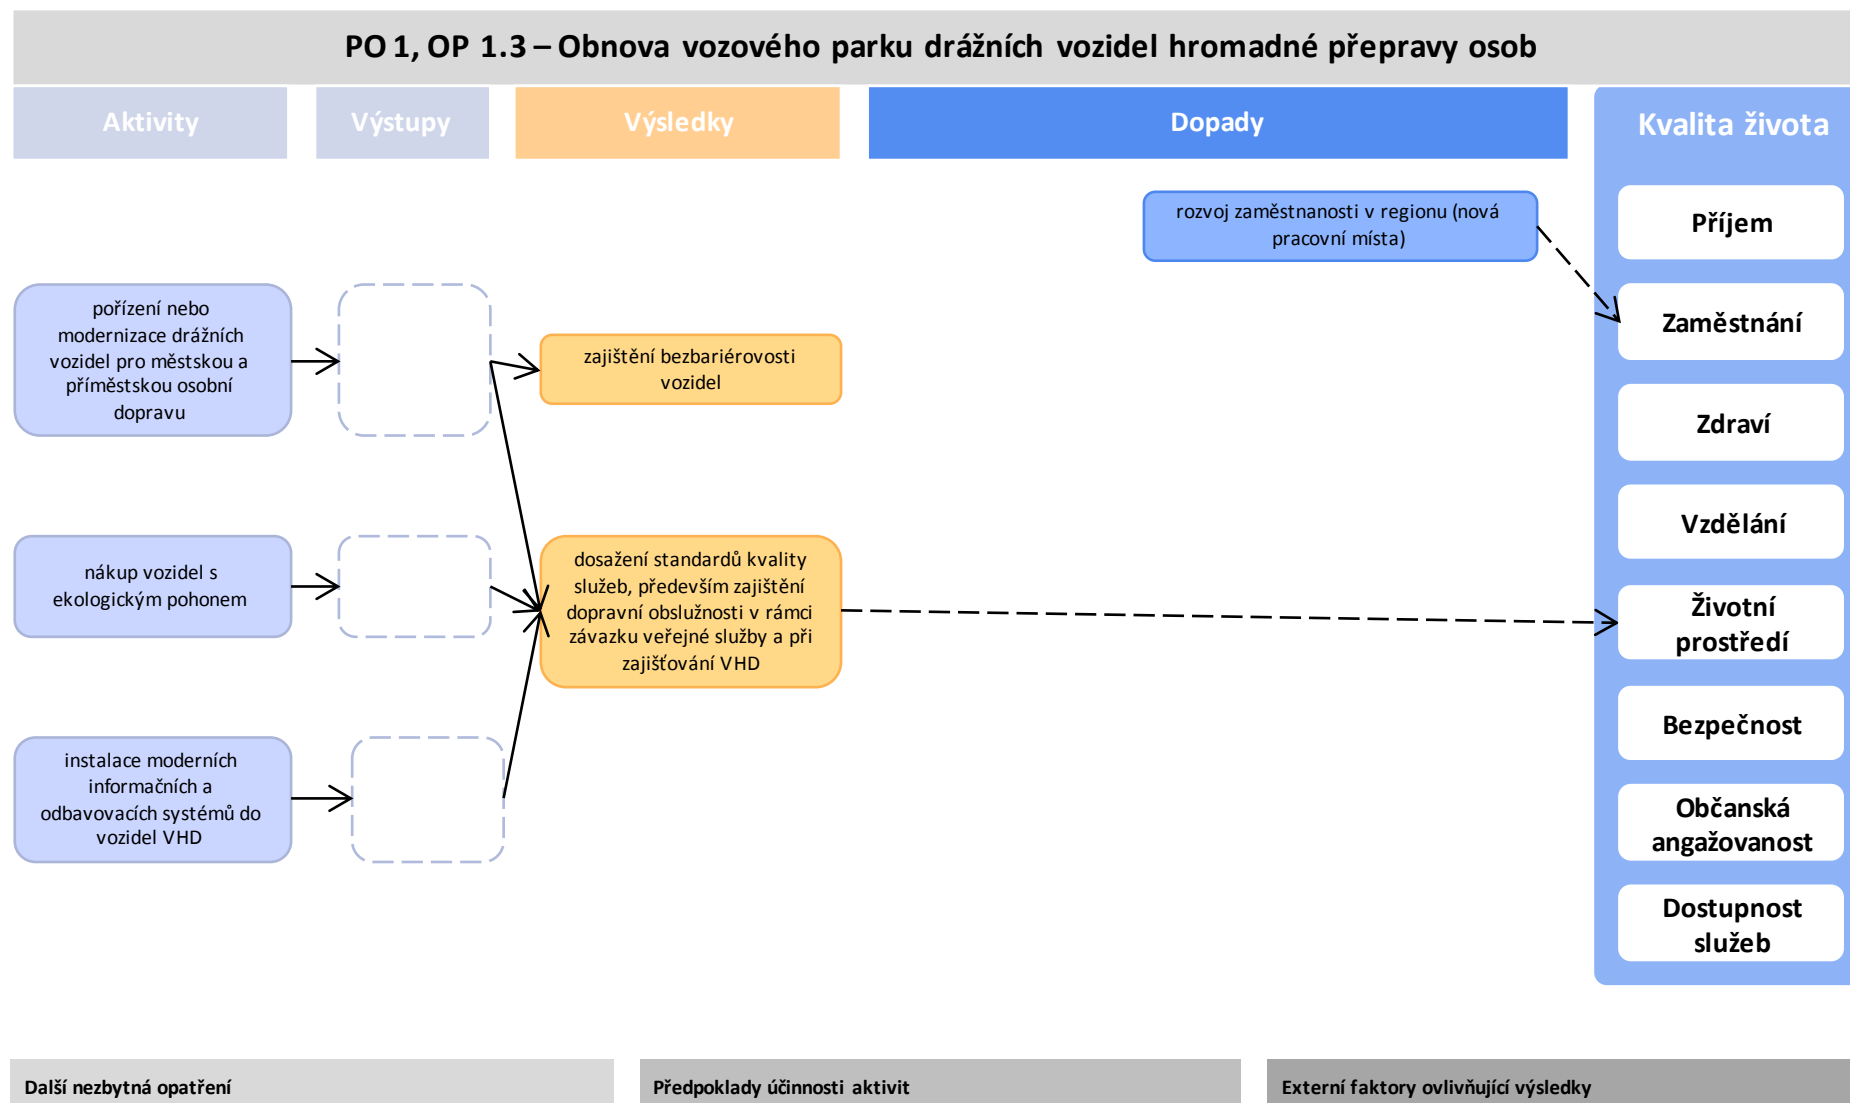 PO 1, OP 1.3 – Obnova vozového parku drážních vozidel hromadné přepravy osob
Aktivity
Výstupy
Výsledky
Dopady
Kvalita života
rozvoj zaměstnanosti v regionu (nová
pracovní místa)
Příjem
pořízení nebo
modernizace drážních
vozidel pro městskou a
příměstskou osobní
dopravu
zajištění bezbariérovosti
vozidel
Zaměstnání
Zdraví
Vzdělání
nákup vozidel s
ekologickým pohonem
dosažení standardů kvality
služeb, především zajištění
dopravní obslužnosti v rámci
závazku veřejné služby a při
zajišťování VHD
Životní
prostředí
Bezpečnost
instalace moderních
informačních a
odbavovacích systémů do
vozidel VHD
Občanská
angažovanost
Dostupnost
služeb
Další nezbytná opatření
Předpoklady účinnosti aktivit
Externí faktory ovlivňující výsledky